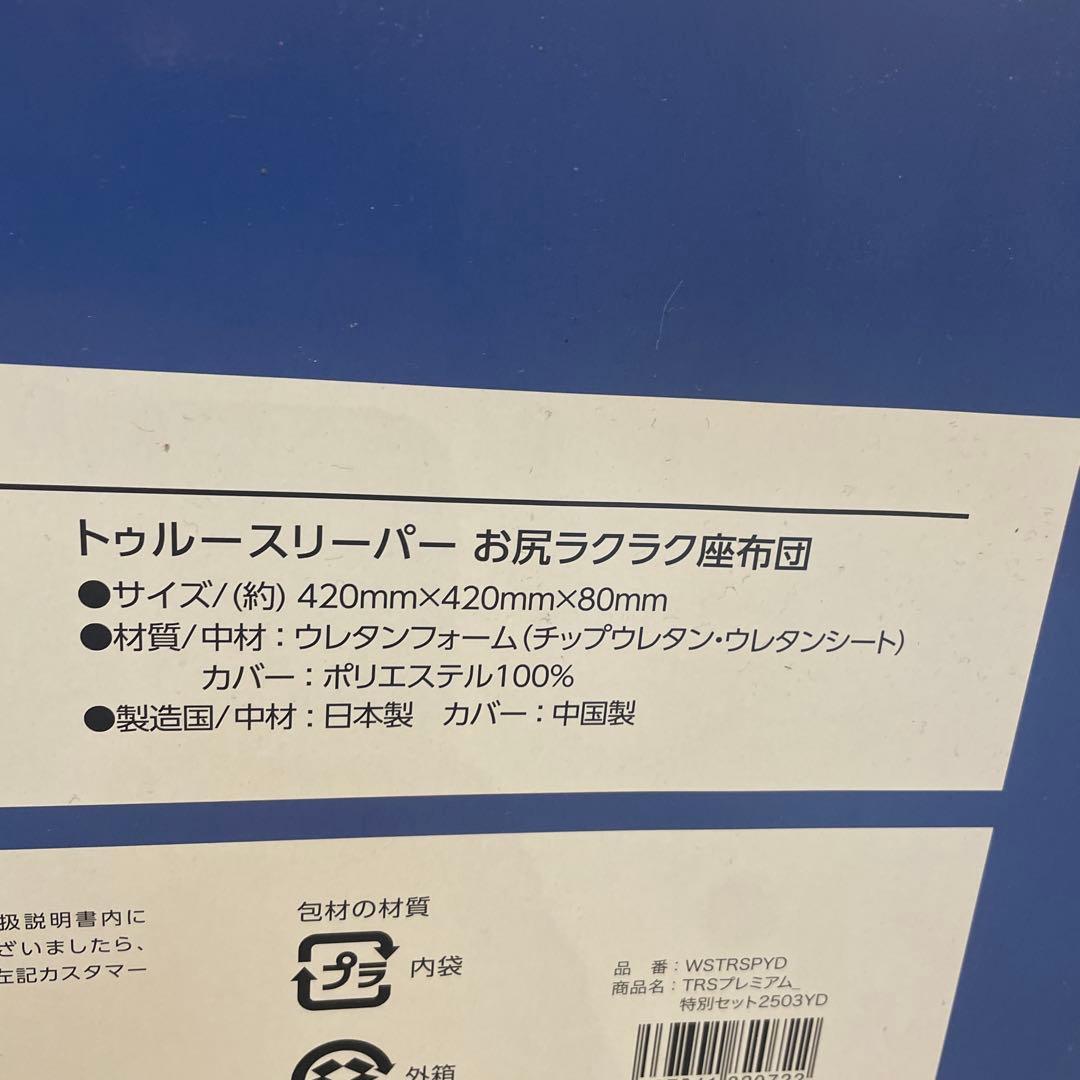 トゥルースリーパー お尻ラクラク座布団
●サイズ/(約) 420mm×420mm×80mm
●材質/中材：ウレタンフォーム(チップウレタン・ウレタンシート)
カバー：ポリエステル100%
●製造国/中材：日本製 カバー：中国製
扱説明書内に
ざいましたら、
左記カスタマー
包材の材質
プラ 内袋
外箱
品 番：WSTRSPYD
商品名：TRSプレミアム_
特別セット2503YD